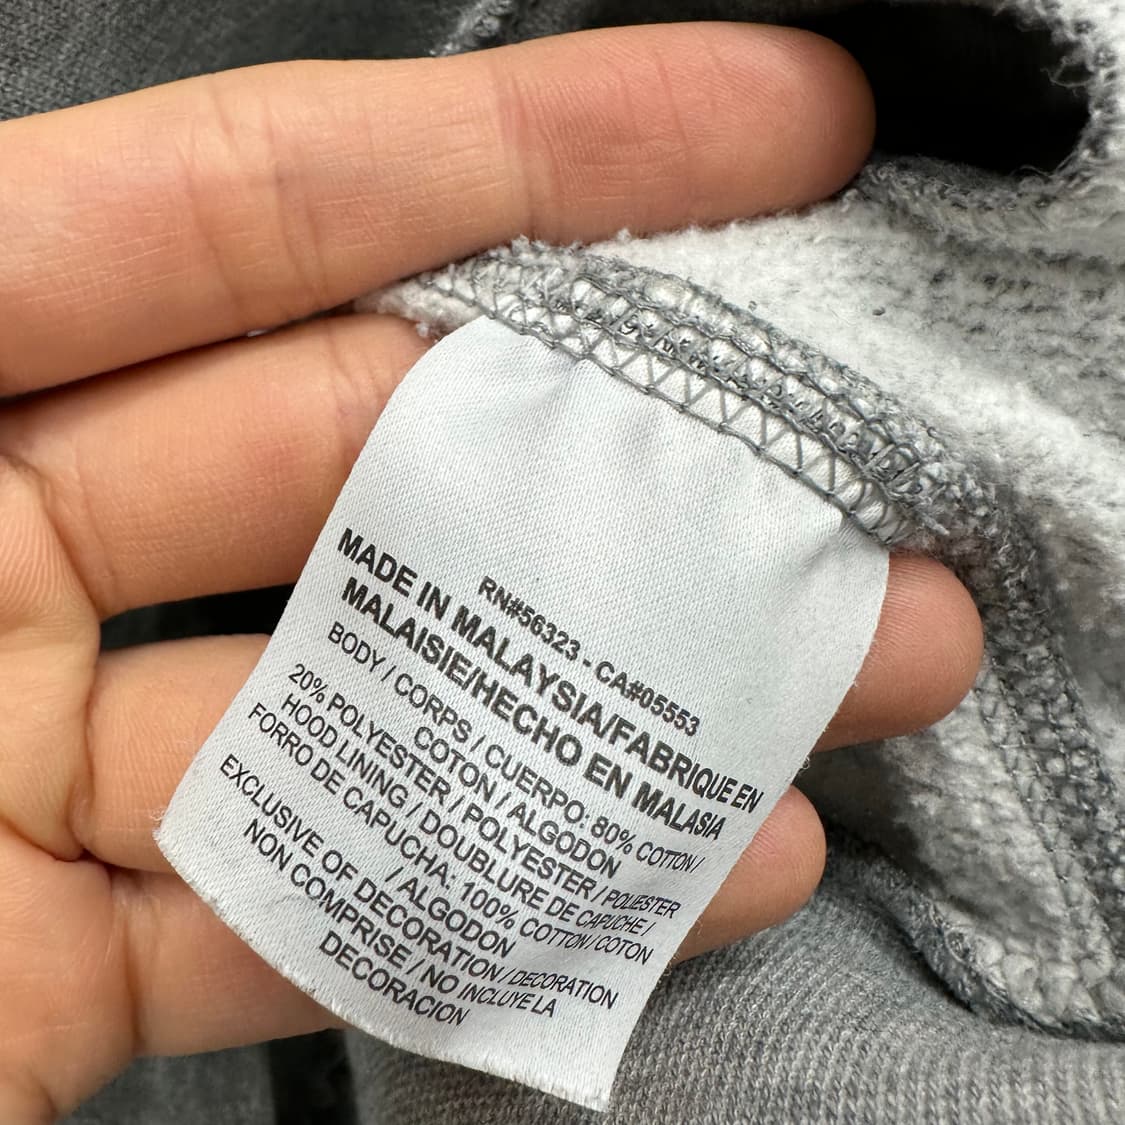 RN#56323 - CA#05553
MADE IN MALAYSIA/FABRIQUE EN
MALAISIE/HECHO EN MALASIA
BODY / CORPS / CUERPO: 80% COTTON/
COTON / ALGODON
20% POLYESTER / POLYESTER / POLIESTER
HOOD LINING / DOUBLURE DE CAPUCHE /
FORRO DE CAPUCHA: 100% COTTON / COTON
/ ALGODON
EXCLUSIVE OF DECORATION / DECORATION
NON COMPRISE / NO INCLUYE LA
DECORACION